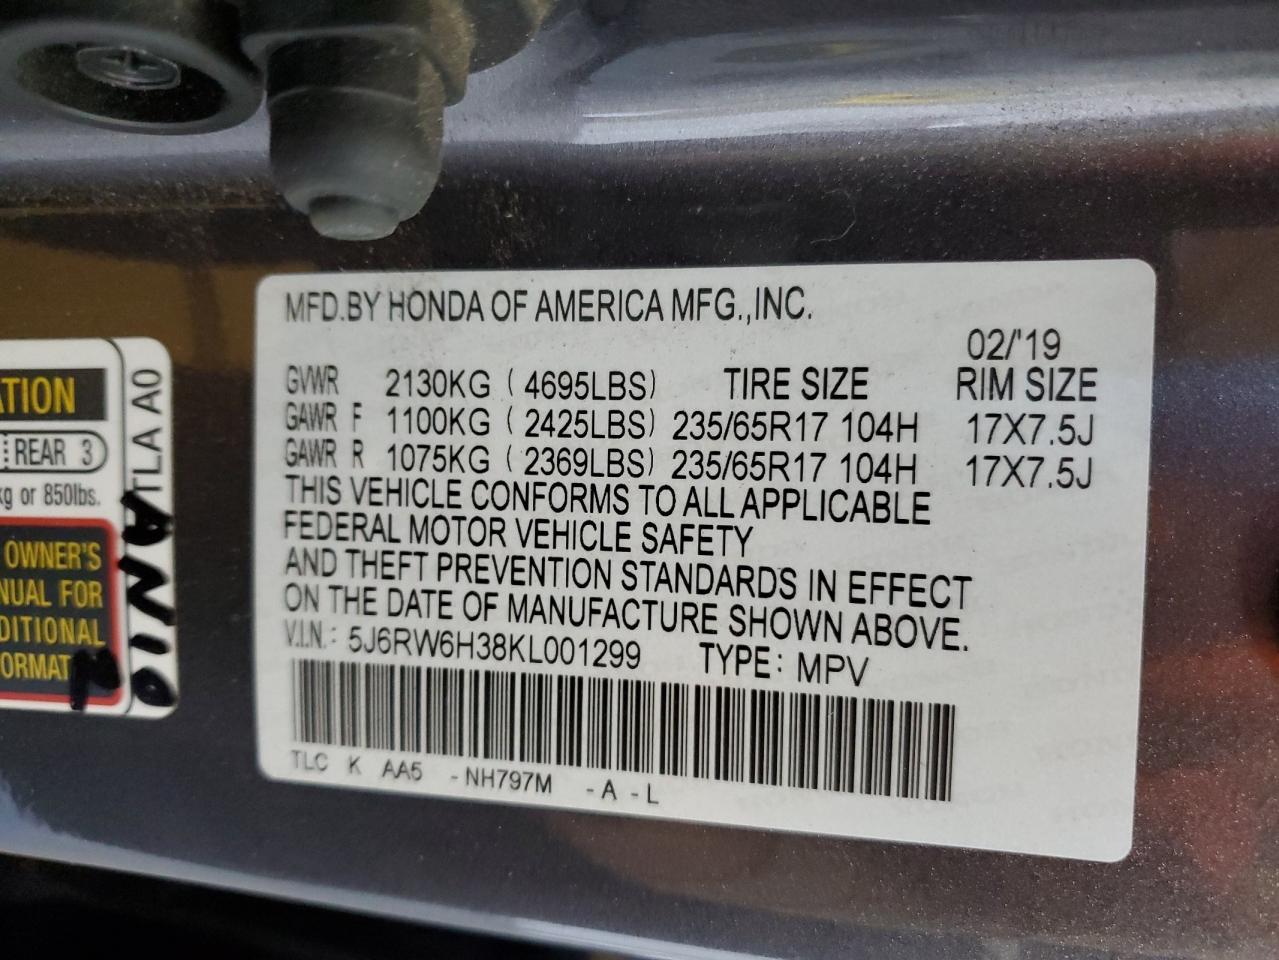 MFD.BY HONDA OF AMERICA MFG.,INC.
02/'19
GVWR 2130KG ( 4695LBS) TIRE SIZE RIM SIZE
GAWR F 1100KG ( 2425LBS) 235/65R17 104H 17X7.5J
GAWR R 1075KG ( 2369LBS) 235/65R17 104H 17X7.5J
THIS VEHICLE CONFORMS TO ALL APPLICABLE
FEDERAL MOTOR VEHICLE SAFETY
AND THEFT PREVENTION STANDARDS IN EFFECT
ON THE DATE OF MANUFACTURE SHOWN ABOVE.
V.I.N.: 5J6RW6H38KL001299 TYPE: MPV
TLC K AA5 -NH797M -A -L
ATION
REAR 3
kg or 850lbs.
OWNER'S
NUAL FOR
DITIONAL
ORMAT
TLA A0